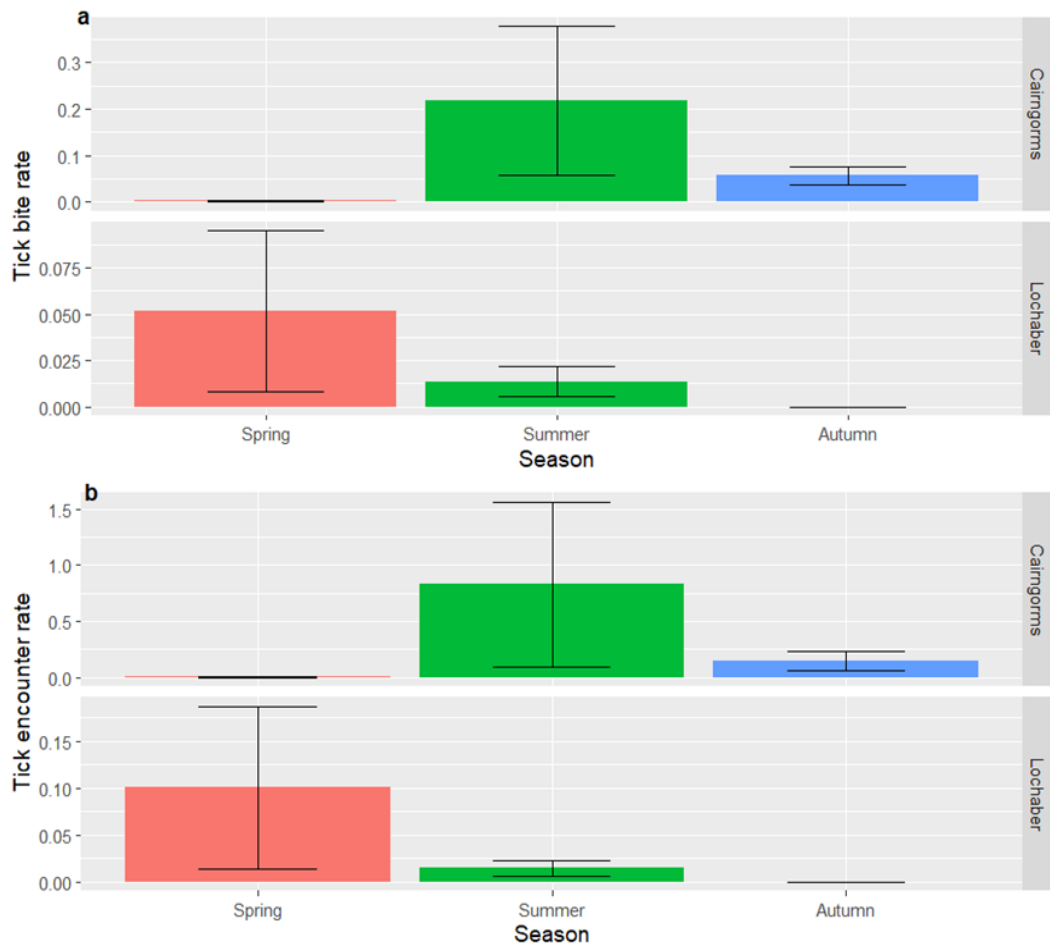 a
Tick bite rate
0.3
0.2
0.1
0.0
Cairngorms
0.075
0.050
0.025
0.000
Lochaber
Spring Summer Autumn
Season
b
Tick encounter rate
1.5
1.0
0.5
0.0
Cairngorms
0.15
0.10
0.05
0.00
Lochaber
Spring Summer Autumn
Season